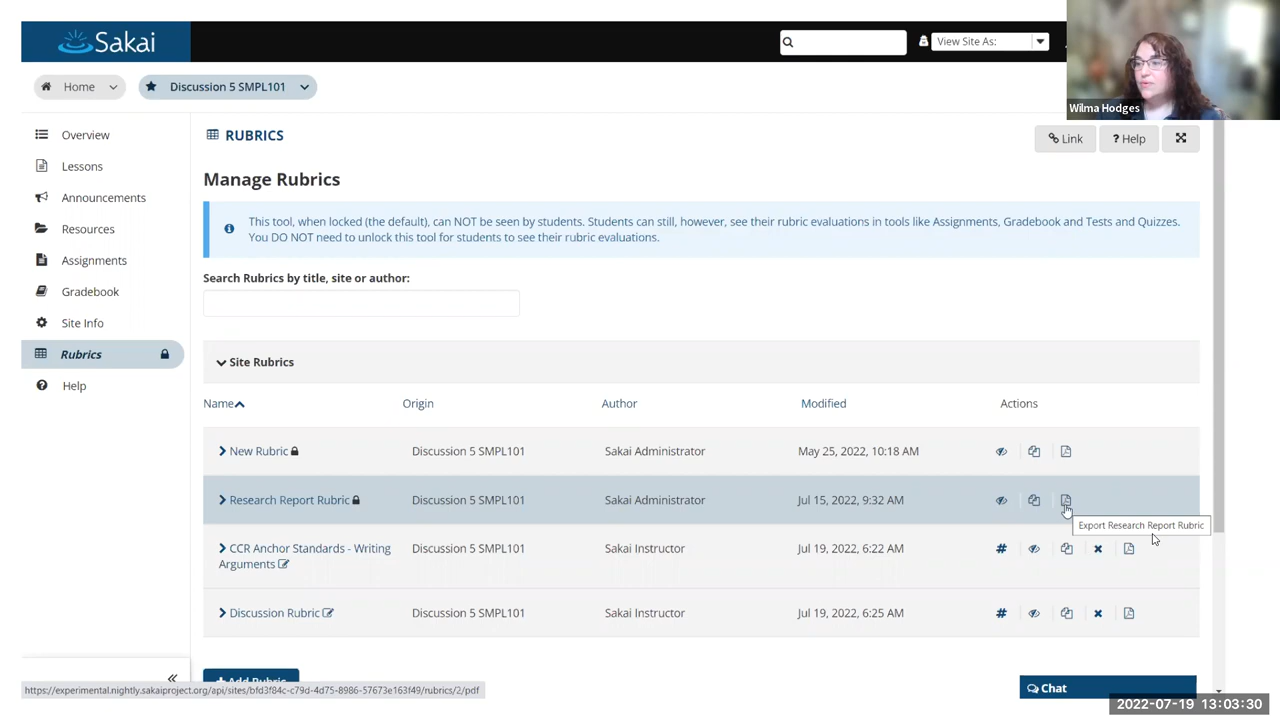 Sakai
View Site As:
Wilma Hodges
Home
Discussion 5 SMPL101
Overview
Lessons
Announcements
Resources
Assignments
Gradebook
Site Info
Rubrics
Help
RUBRICS
Link
? Help
Manage Rubrics
This tool, when locked (the default), can NOT be seen by students. Students can still, however, see their rubric evaluations in tools like Assignments, Gradebook and Tests and Quizzes.
You DO NOT need to unlock this tool for students to see their rubric evaluations.
Search Rubrics by title, site or author:
Site Rubrics
Name Origin Author Modified Actions
New Rubric Discussion 5 SMPL101 Sakai Administrator May 25, 2022, 10:18 AM
Research Report Rubric Discussion 5 SMPL101 Sakai Administrator Jul 15, 2022, 9:32 AM
Export Research Report Rubric
CCR Anchor Standards - Writing Discussion 5 SMPL101 Sakai Instructor Jul 19, 2022, 6:22 AM #
Arguments
Discussion Rubric Discussion 5 SMPL101 Sakai Instructor Jul 19, 2022, 6:25 AM #
+ Add Rubric
«
https://experimental.nightly.sakaiproject.org/api/sites/bfd3f84c-c79d-4d75-8986-57673e163f49/rubrics/2/pdf
Chat
2022-07-19 13:03:30